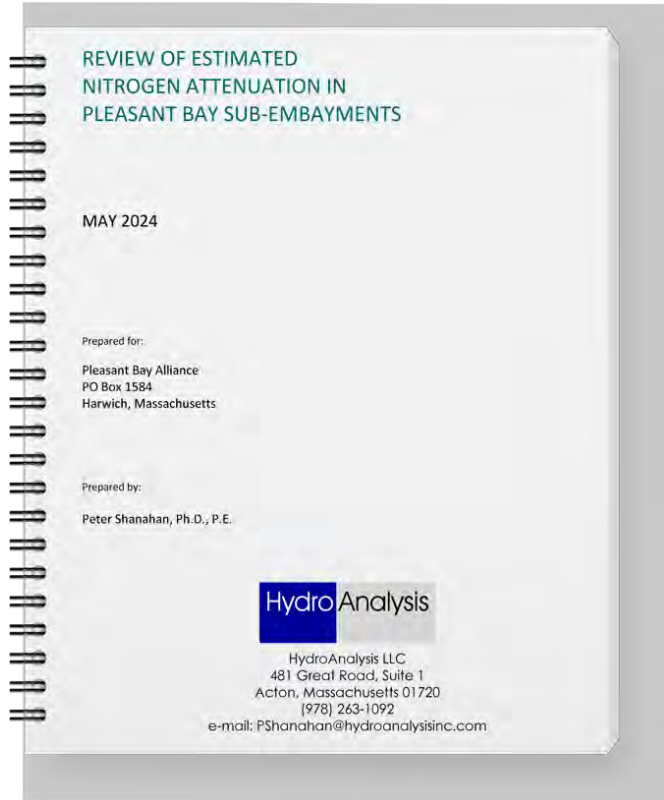 REVIEW OF ESTIMATED
NITROGEN ATTENUATION IN
PLEASANT BAY SUB-EMBAYMENTS
MAY 2024
Prepared for:
Pleasant Bay Alliance
PO Box 1584
Harwich, Massachusetts
Prepared by:
Peter Shanahan, Ph.D., P.E.
HydroAnalysis
HydroAnalysis LLC
481 Great Road, Suite 1
Acton, Massachusetts 01720
(978) 263-1092
e-mail: PShanahan@hydroanalysisinc.com